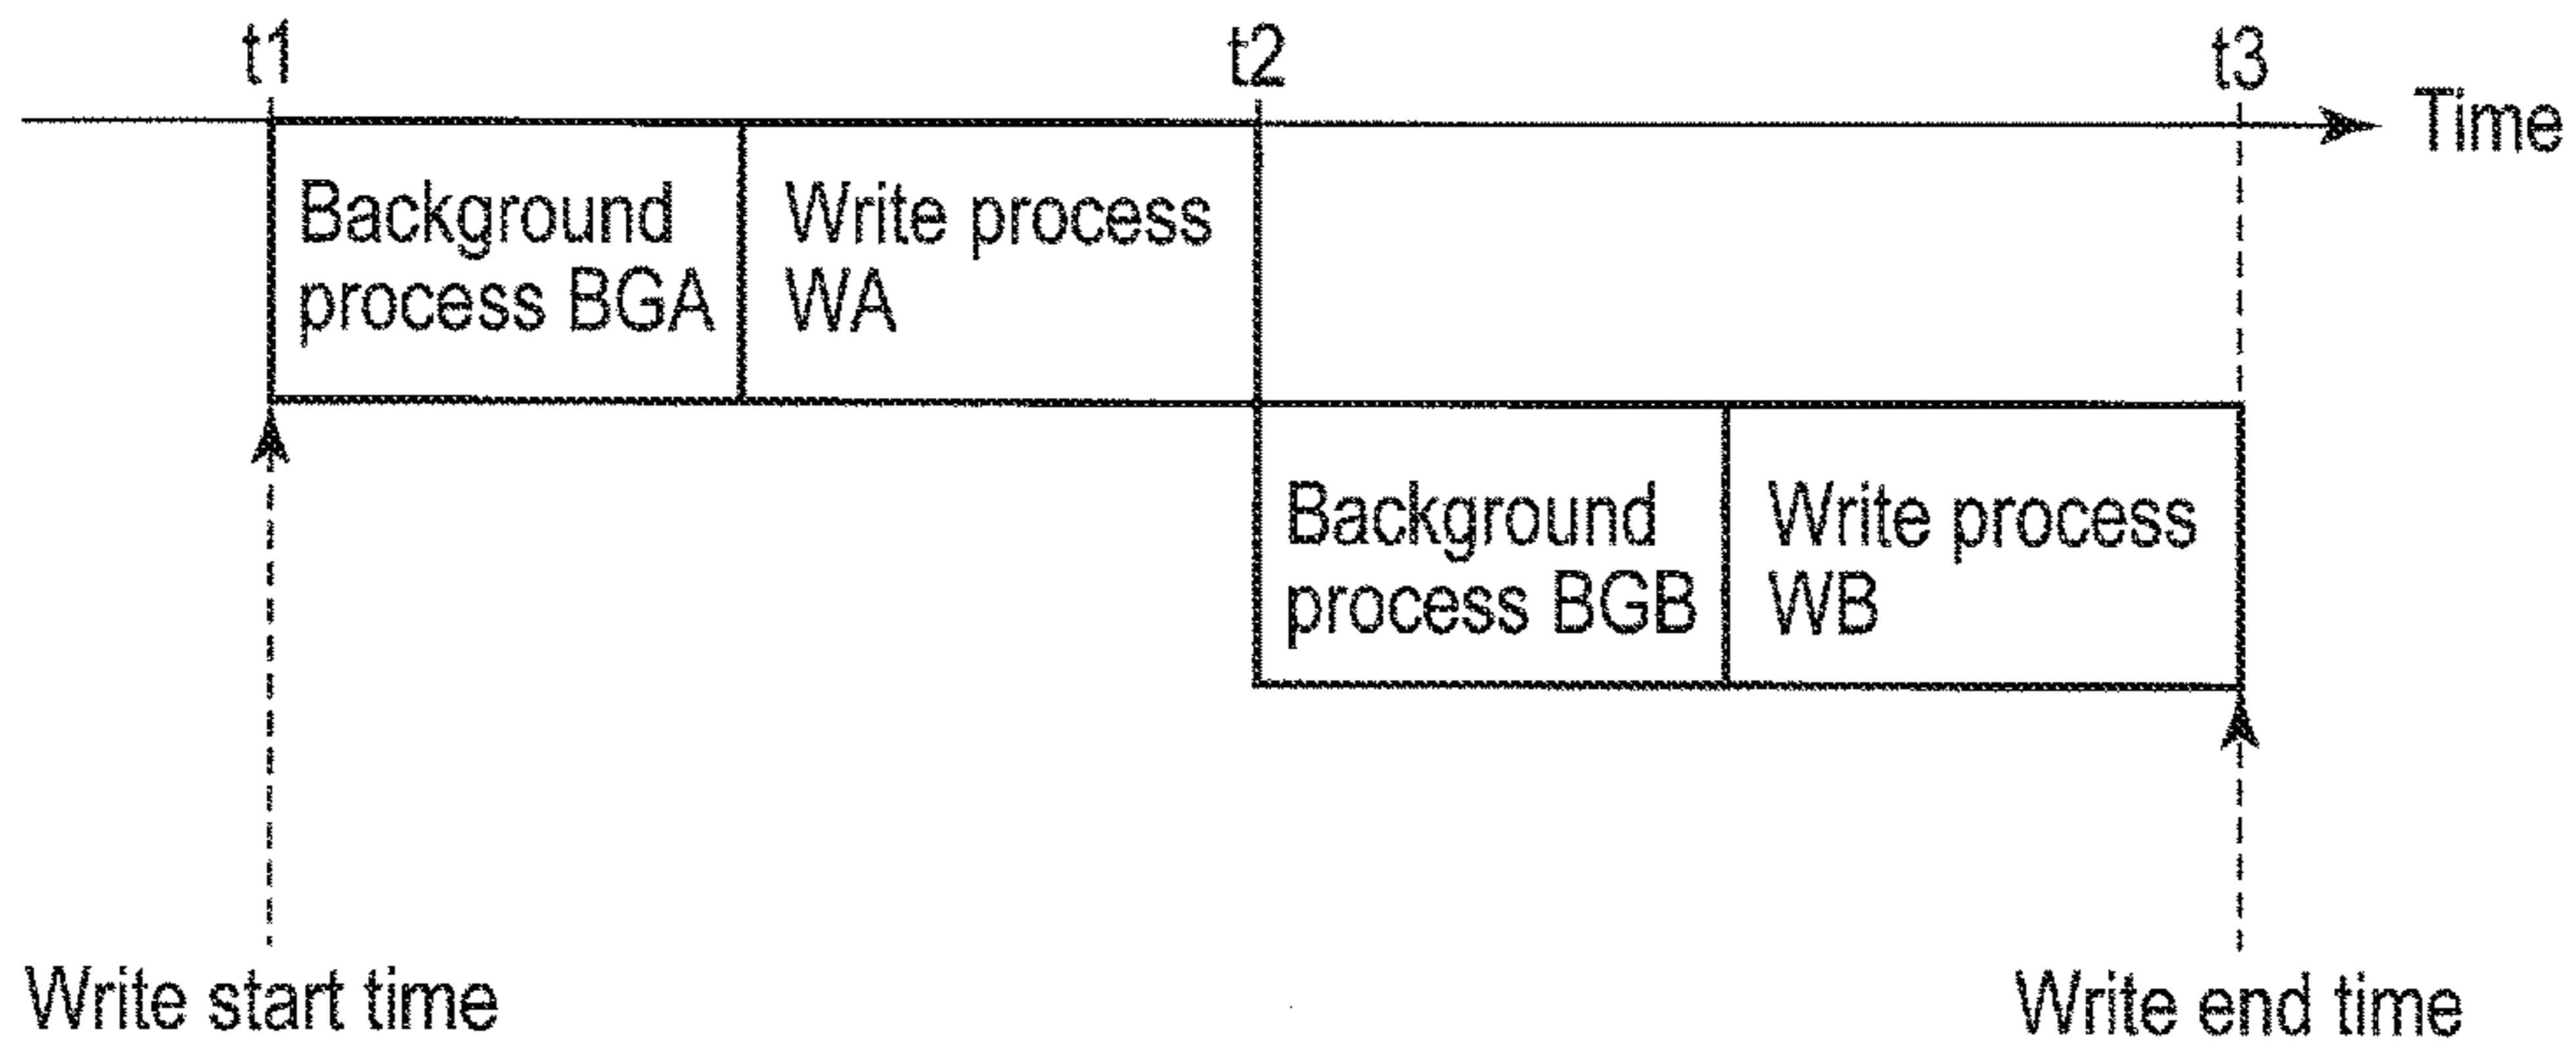 t1
t2
t3
Time
Background
process BGA
Write process
WA
Background
process BGB
Write process
WB
Write start time
Write end time